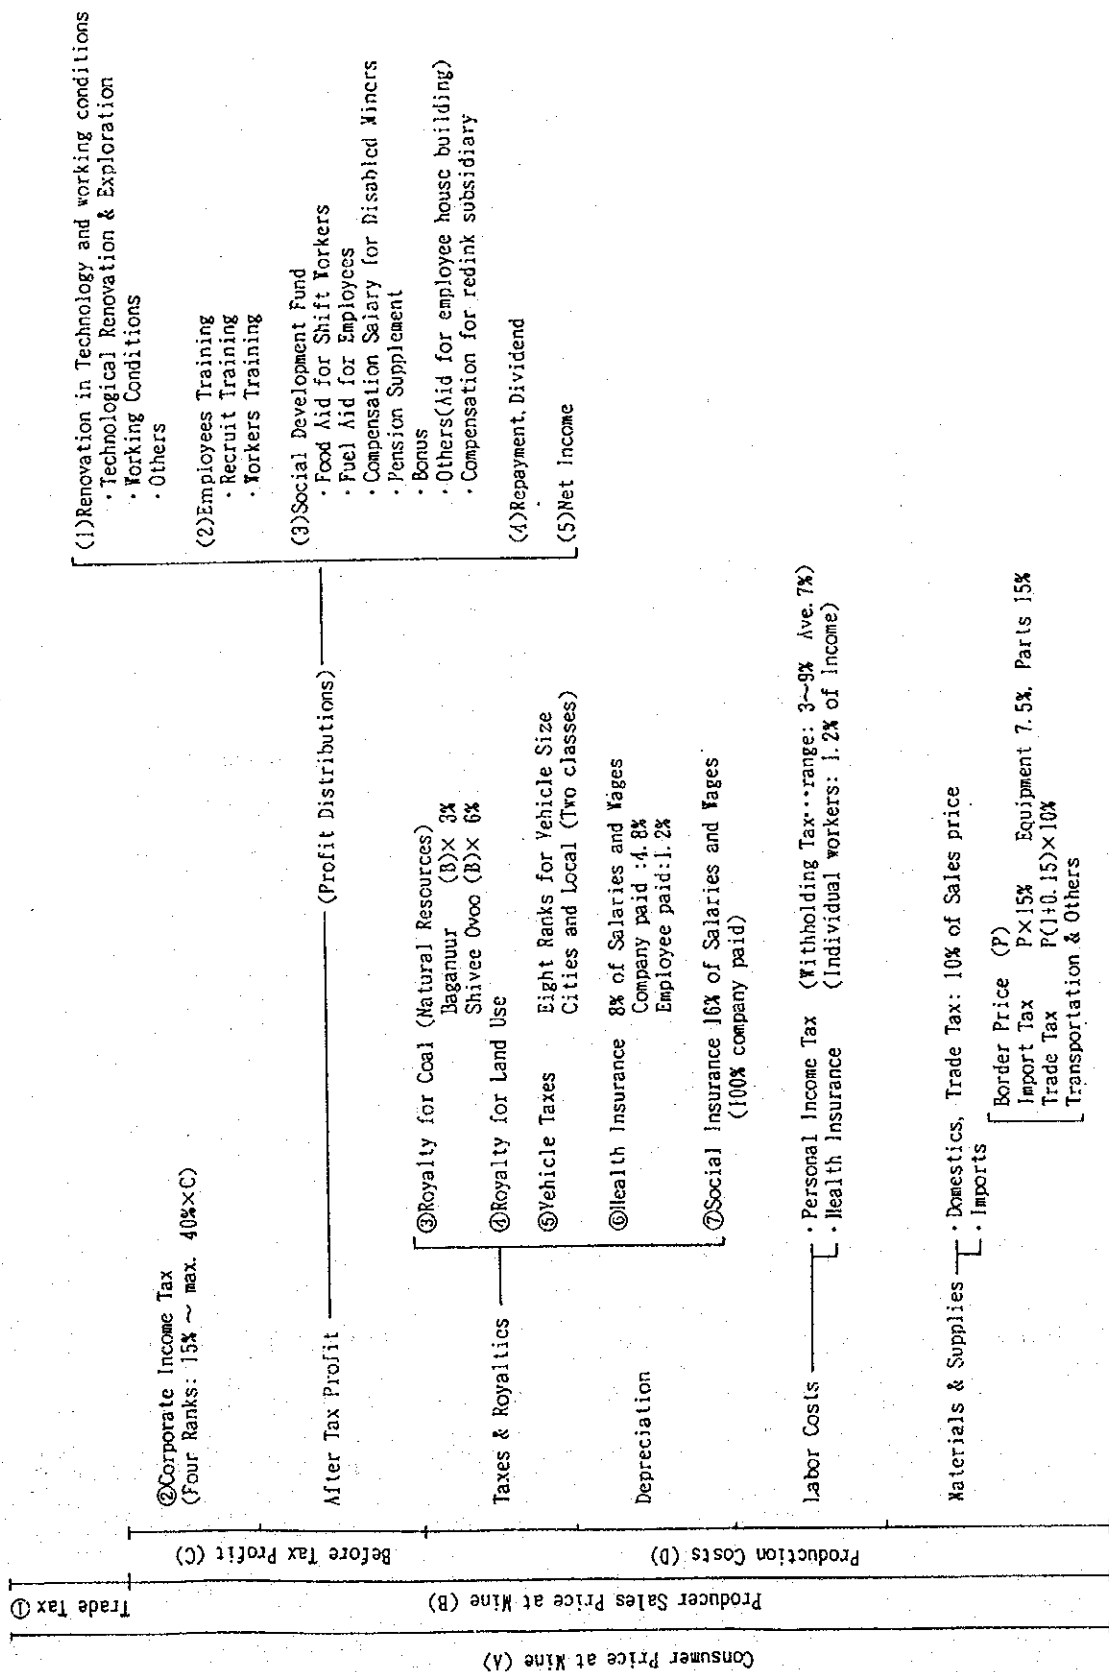 Consumer Price at Mine (A)
Producer Sales Price at Mine (B)
Trade Tax ①
Before Tax Profit (C)
Production Costs (D)
②Corporate Income Tax
(Four Ranks: 15% ~ max. 40%×C)
After Tax Profit
(Profit Distributions)
(1)Renovation in Technology and working conditions
・Technological Renovation & Exploration
・Working Conditions
・Others
(2)Employees Training
・Recruit Training
・Workers Training
(3)Social Development Fund
・Food Aid for Shift Workers
・Fuel Aid for Employees
・Compensation Salary for Disabled Miners
・Pension Supplement
・Bonus
・Others(Aid for employee house building)
・Compensation for redink subsidiary
(4)Repayment, Dividend
(5)Net Income
Taxes & Royalties
③Royalty for Coal (Natural Resources)
Baganuur (B)× 3%
Shivee Ovoo (B)× 6%
④Royalty for Land Use
⑤Vehicle Taxes Eight Ranks for Vehicle Size
Cities and Local (Two classes)
⑥Health Insurance 8% of Salaries and Wages
Company paid :4.8%
Employee paid:1.2%
⑦Social Insurance 16% of Salaries and Wages
(100% company paid)
Depreciation
Labor Costs
・Personal Income Tax (Withholding Tax···range: 3~9% Ave.7%)
・Health Insurance (Individual workers: 1.2% of Income)
Materials & Supplies
・Domestics, Trade Tax: 10% of Sales price
・Imports
Border Price (P)
Import Tax P×15% Equipment 7.5%, Parts 15%
Trade Tax P(1+0.15)×10%
Transportation & Others